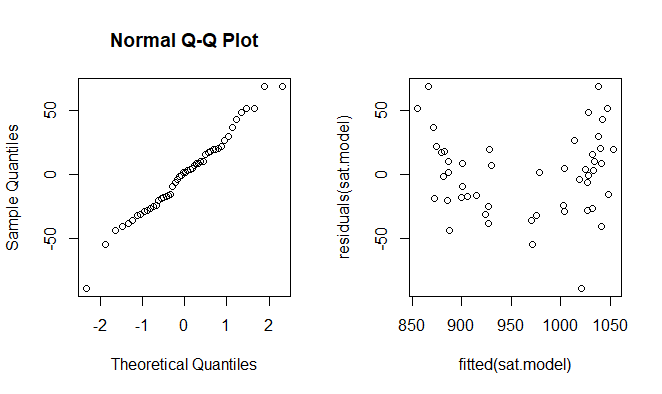 Normal Q-Q Plot
Sample Quantiles
50
0
-50
-2 -1 0 1 2
Theoretical Quantiles
residuals(sat.model)
50
0
-50
850 900 950 1000 1050
fitted(sat.model)